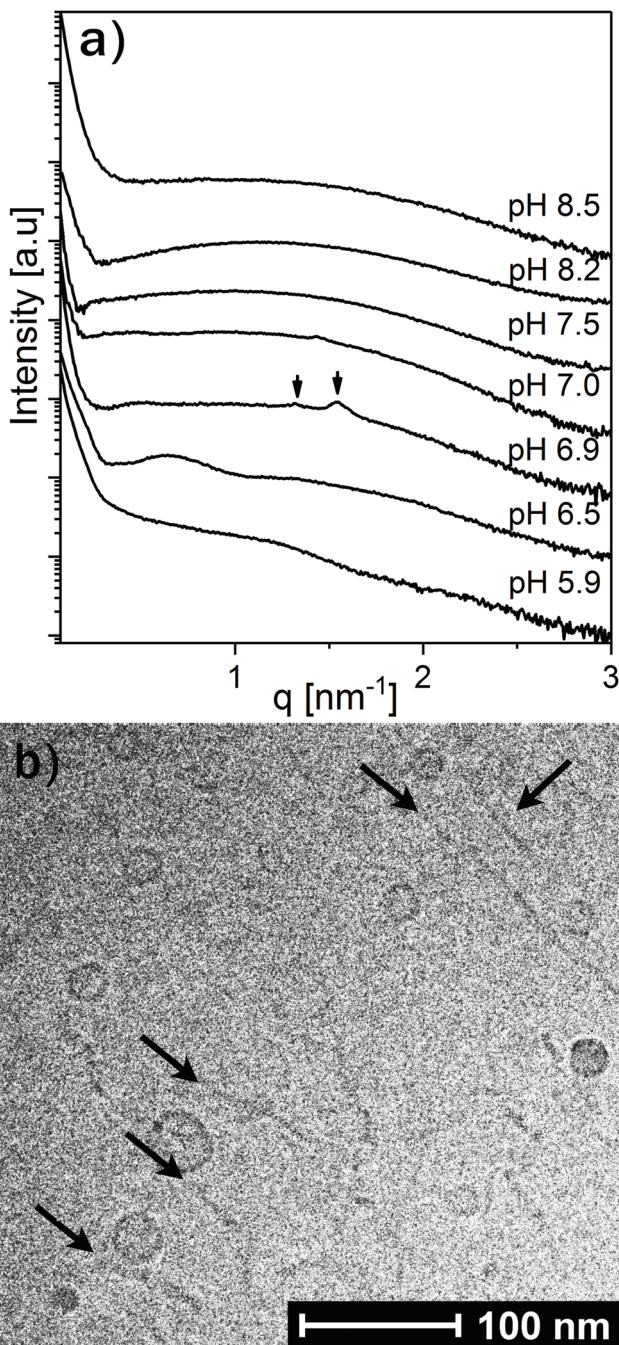 a)
Intensity [a.u]
pH 8.5
pH 8.2
pH 7.5
pH 7.0
pH 6.9
pH 6.5
pH 5.9
1 2 3
q [nm⁻¹]
b)
100 nm